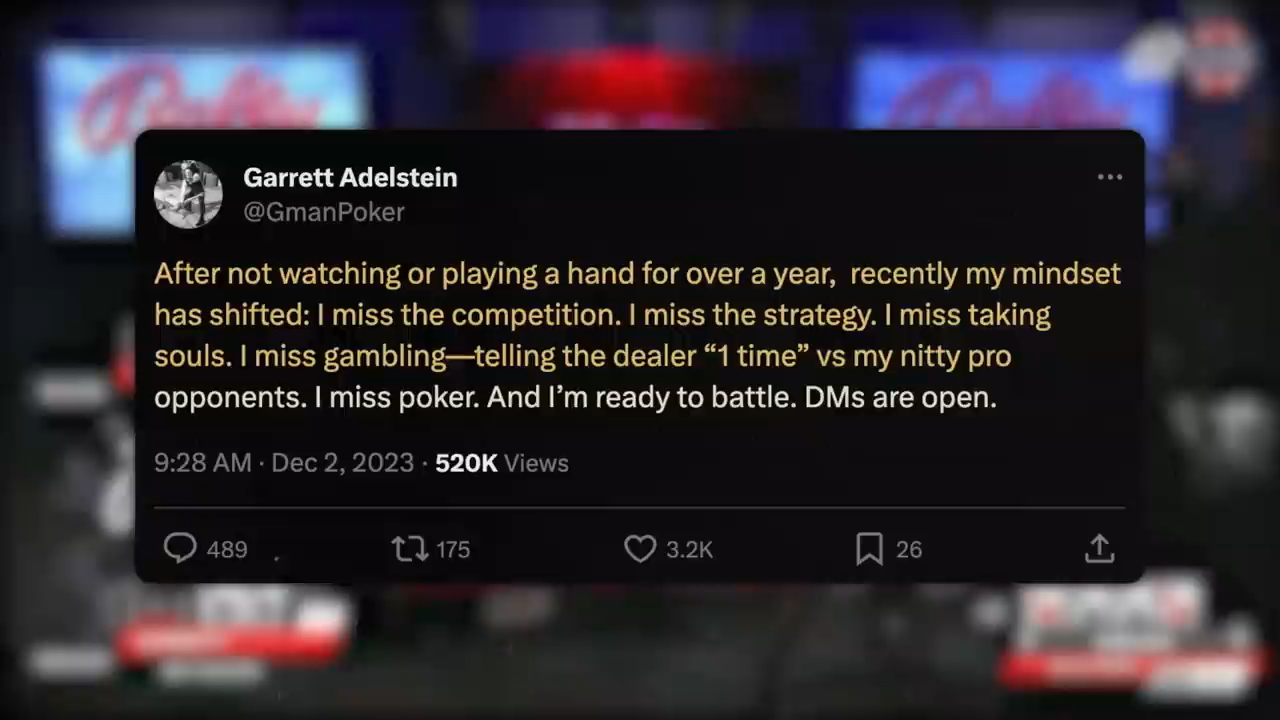 Garrett Adelstein
@GmanPoker
After not watching or playing a hand for over a year, recently my mindset
has shifted: I miss the competition. I miss the strategy. I miss taking
souls. I miss gambling—telling the dealer “1 time” vs my nitty pro
opponents. I miss poker. And I’m ready to battle. DMs are open.
9:28 AM · Dec 2, 2023 · 520K Views
489 175 3.2K 26